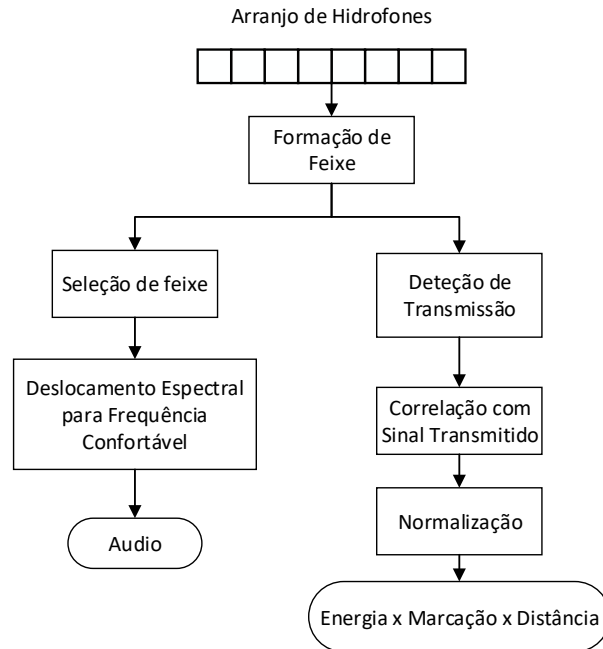 Arranjo de Hidrofones
Formação de
Feixe
Seleção de feixe
Deteção de
Transmissão
Deslocamento Espectral
para Frequência
Confortável
Correlação com
Sinal Transmitido
Normalização
Audio
Energia x Marcação x Distância